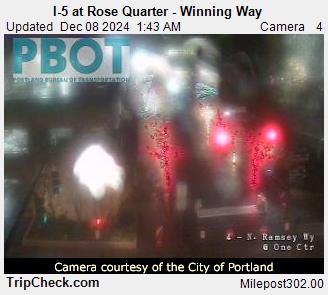 I-5 at Rose Quarter - Winning Way
Updated  Dec 08 2024  1:43 AM    Camera  4
PBOT
PORTLAND BUREAU OF TRANSPORTATION
4 - N. Ramsey Wy
@ One Ctr
Camera courtesy of the City of Portland
TripCheck.com    Milepost302.00